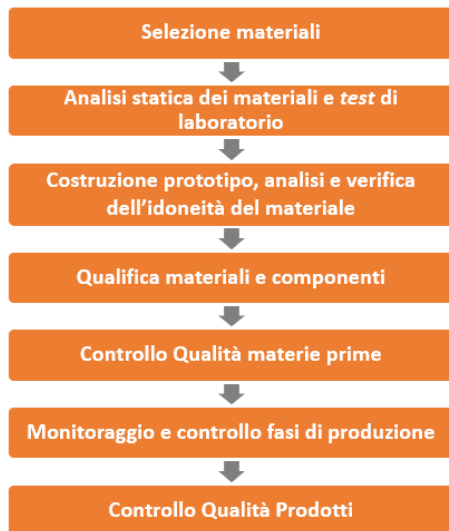 Selezione materiali
Analisi statica dei materiali e test di
laboratorio
Costruzione prototipo, analisi e verifica
dell’idoneità del materiale
Qualifica materiali e componenti
Controllo Qualità materie prime
Monitoraggio e controllo fasi di produzione
Controllo Qualità Prodotti